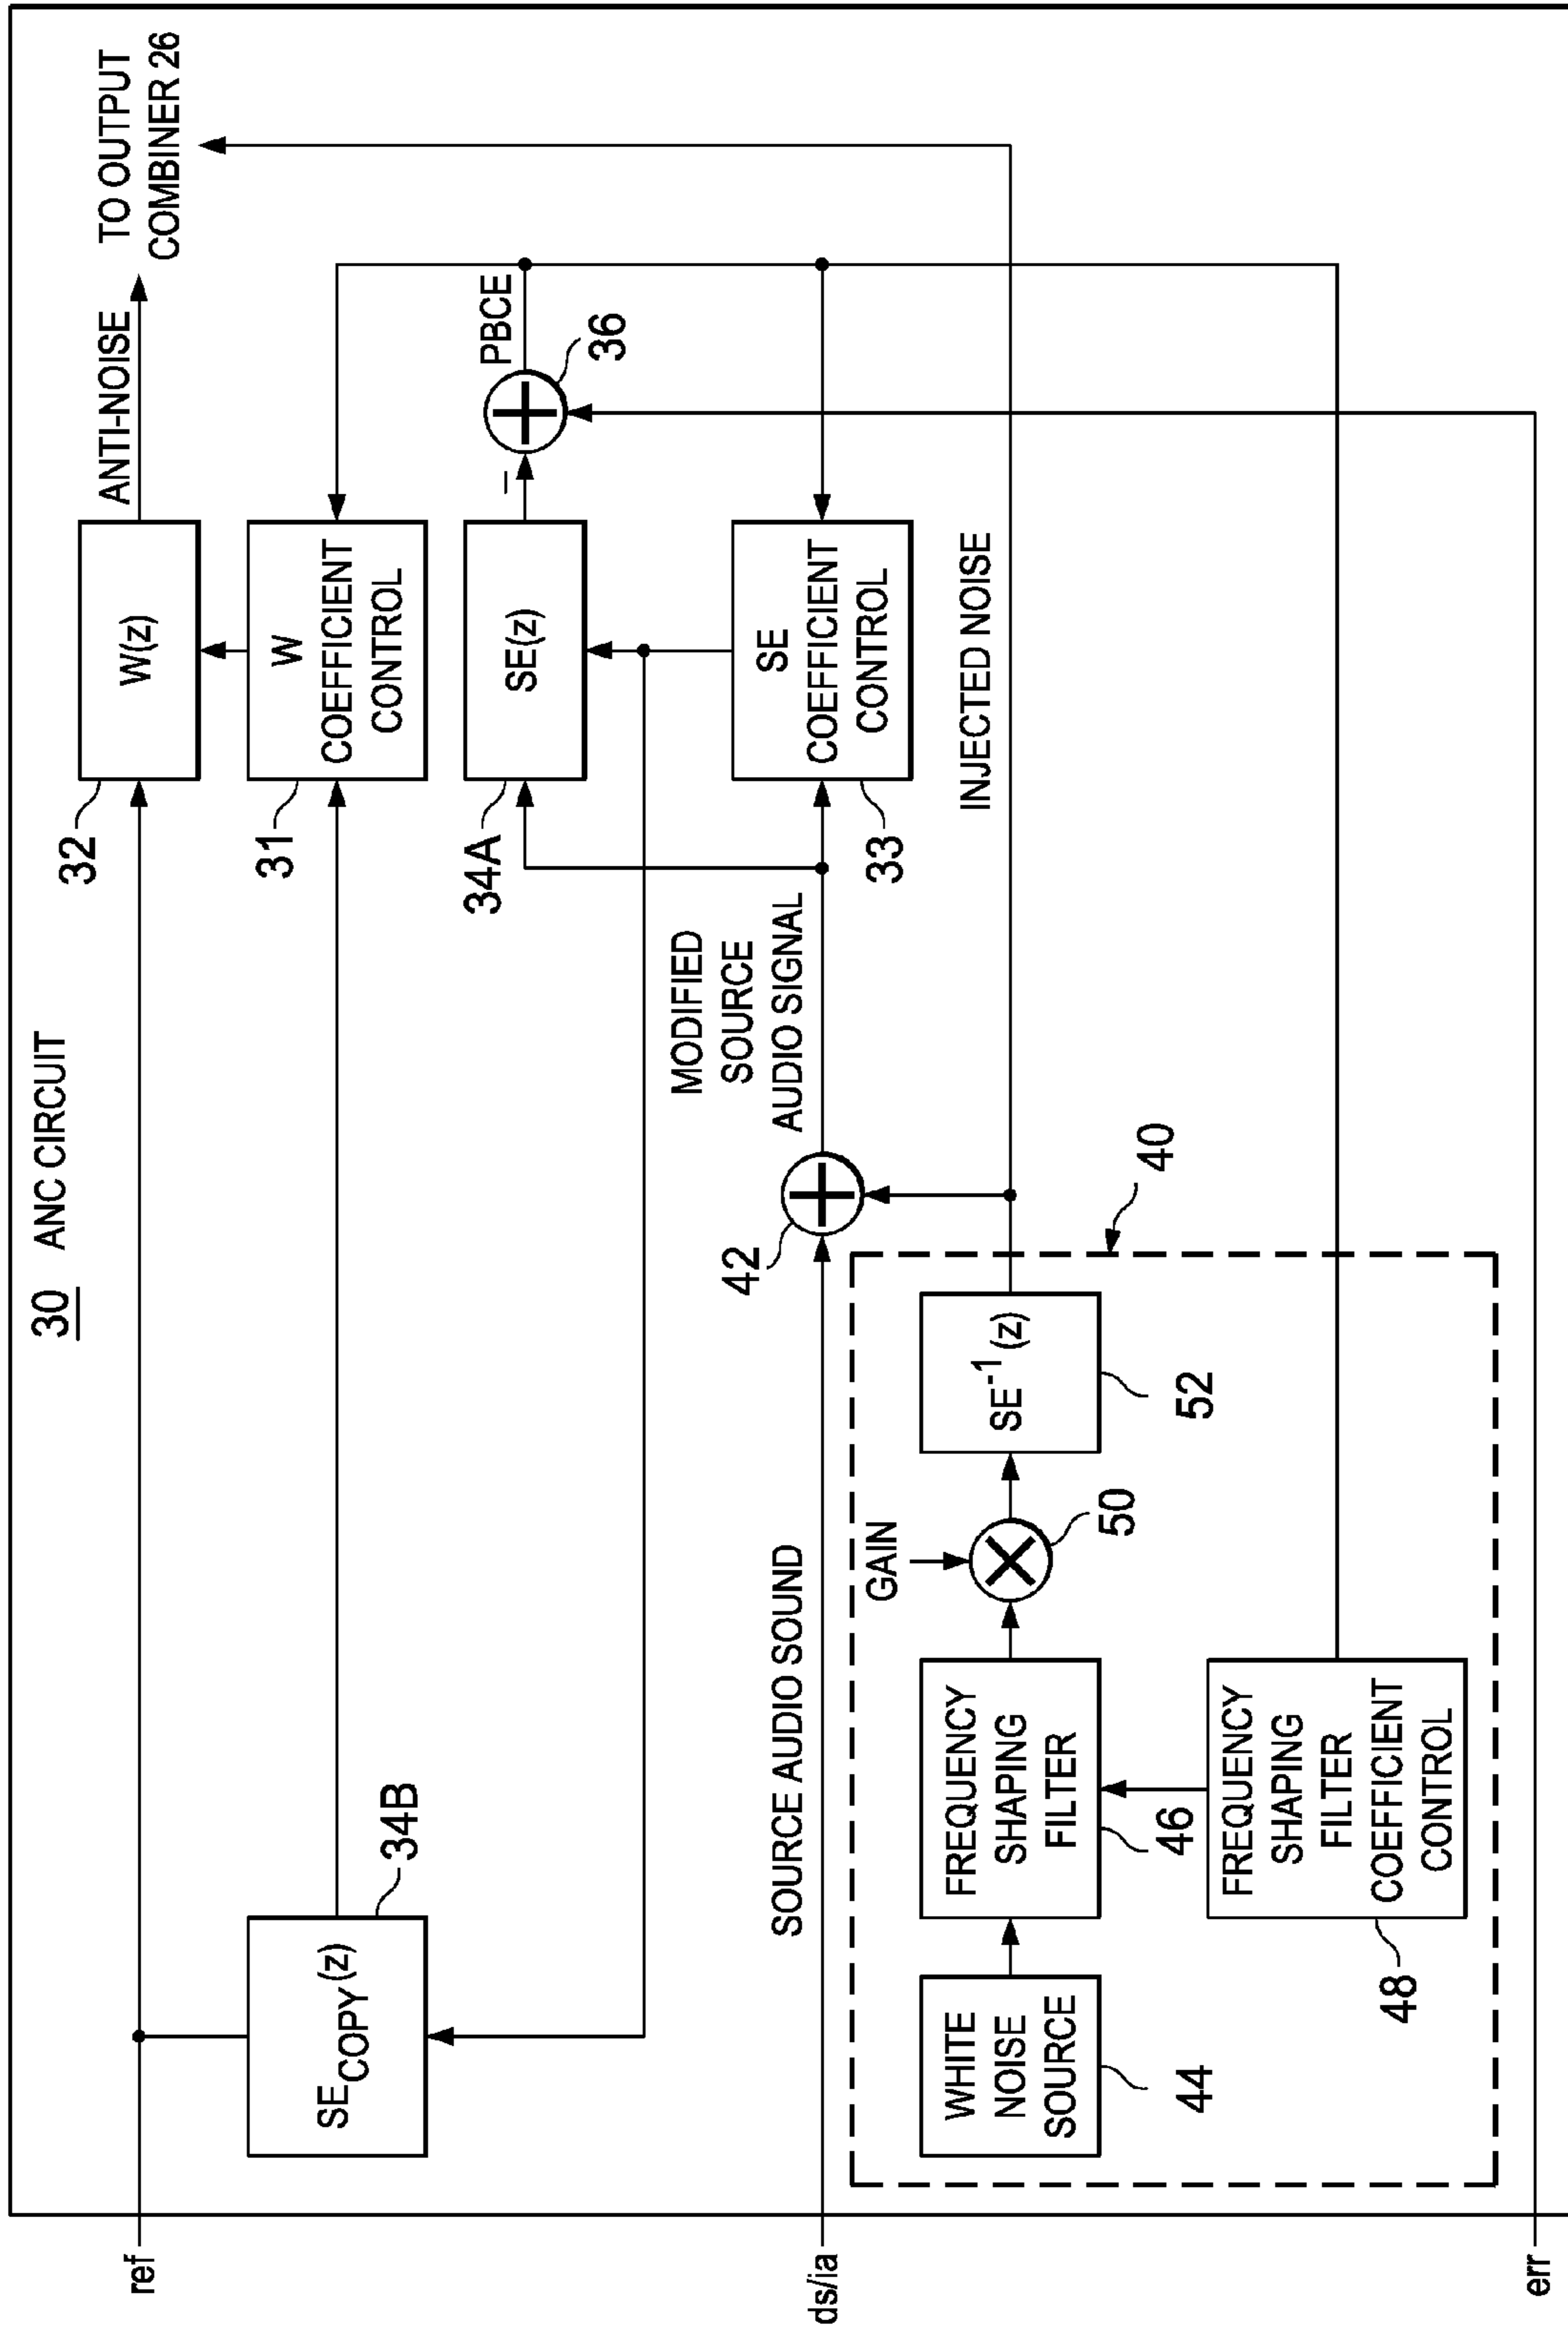 30 ANC CIRCUIT
ref
32
W(z)
ANTI-NOISE
TO OUTPUT
COMBINER 26
SE COPY (z)
34B
31
W
COEFFICIENT
CONTROL
34A
SE(z)
–
PBCE
36
MODIFIED
SOURCE
AUDIO SIGNAL
ds/ia
SOURCE AUDIO SOUND
42
33
SE
COEFFICIENT
CONTROL
INJECTED NOISE
40
WHITE
NOISE
SOURCE
44
FREQUENCY
SHAPING
FILTER
46
GAIN
50
SE⁻¹(z)
52
FREQUENCY
SHAPING
FILTER
COEFFICIENT
CONTROL
48
err